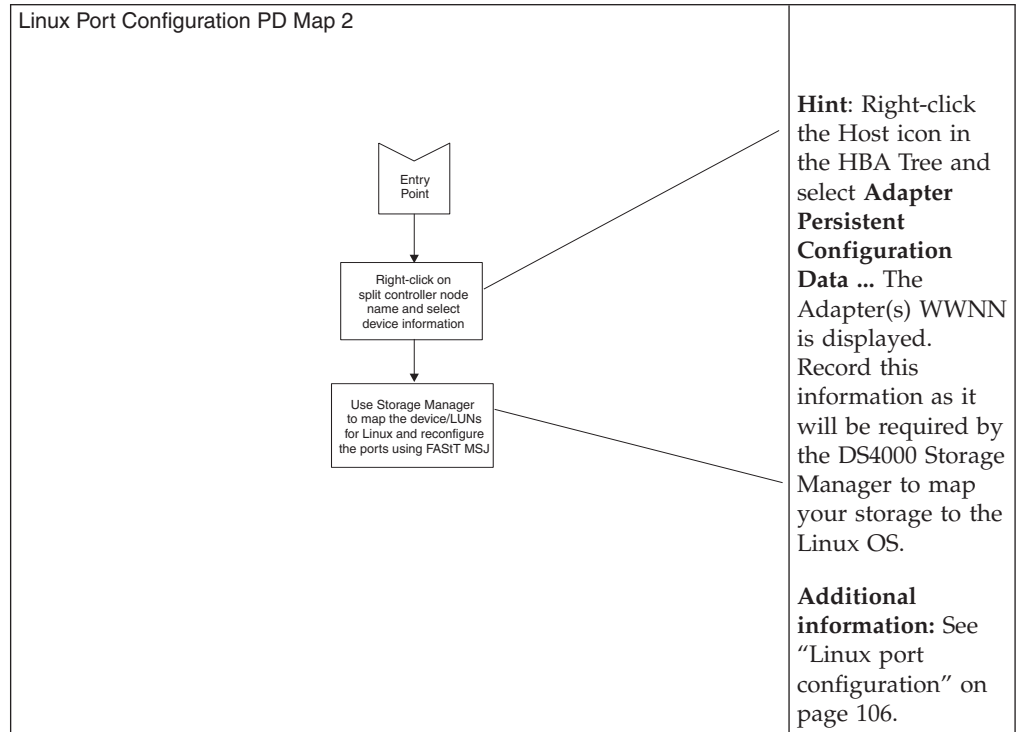 Linux Port Configuration PD Map 2
Entry
Point
Right-click on
split controller node
name and select
device information
Use Storage Manager
to map the device/LUNs
for Linux and reconfigure
the ports using FAStT MSJ
Hint: Right-click
the Host icon in
the HBA Tree and
select Adapter
Persistent
Configuration
Data ... The
Adapter(s) WWNN
is displayed.
Record this
information as it
will be required by
the DS4000 Storage
Manager to map
your storage to the
Linux OS.
Additional
information: See
“Linux port
configuration” on
page 106.